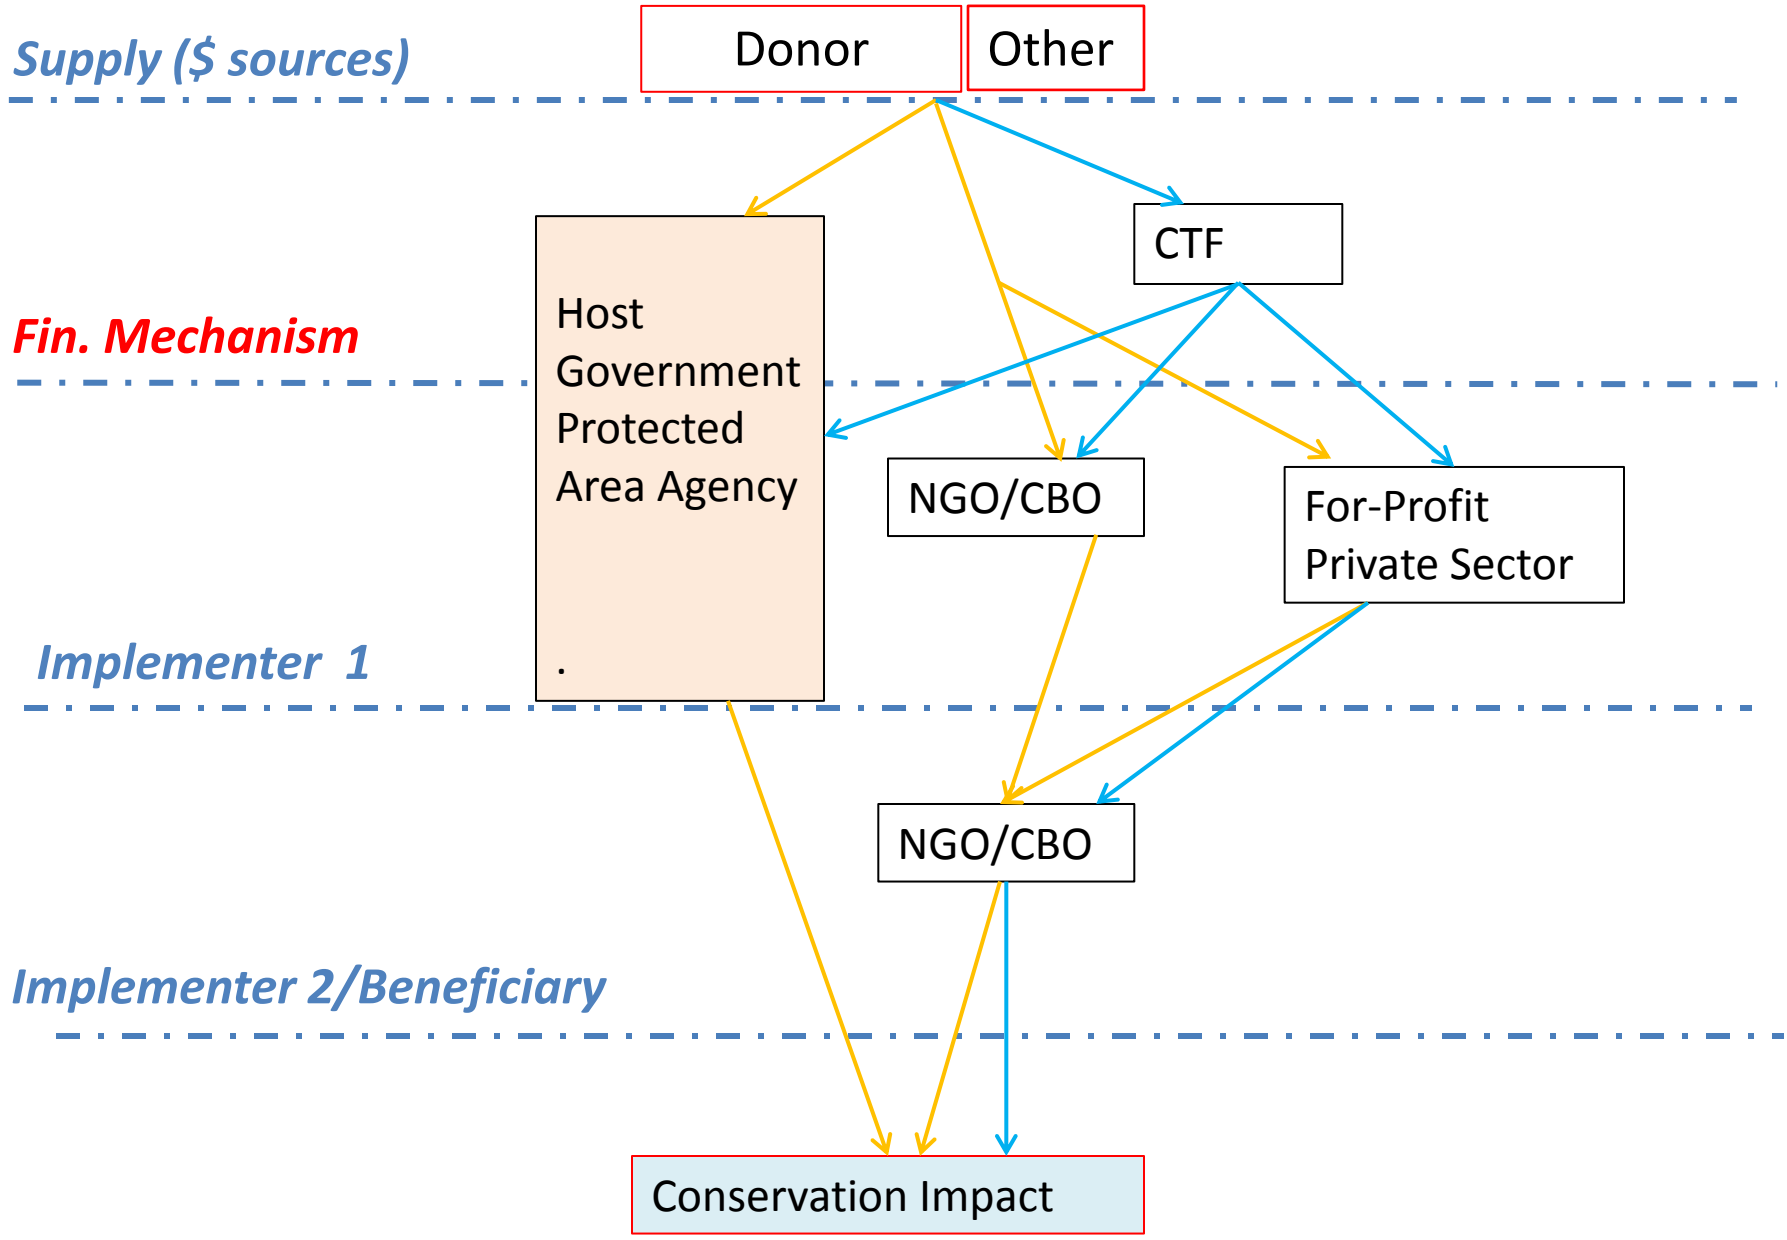 Supply ($ sources)
Donor
Other
CTF
Fin. Mechanism
Host
Government
Protected
Area Agency
.
NGO/CBO
For-Profit
Private Sector
Implementer  1
NGO/CBO
Implementer 2/Beneficiary
Conservation Impact